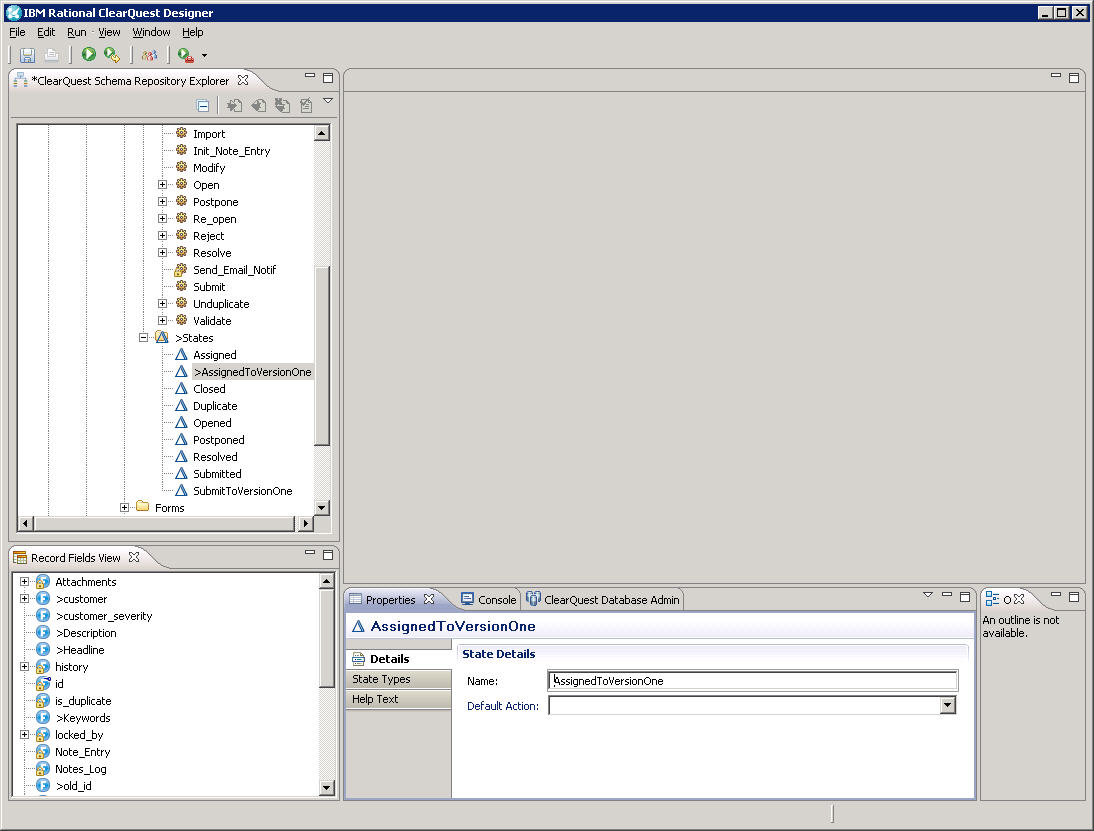 IBM Rational ClearQuest Designer
File Edit Run View Window Help
*ClearQuest Schema Repository Explorer
Import
Init_Note_Entry
Modify
Open
Postpone
Re_open
Reject
Resolve
Send_Email_Notif
Submit
Unduplicate
Validate
>States
Assigned
>AssignedToVersionOne
Closed
Duplicate
Opened
Postponed
Resolved
Submitted
SubmitToVersionOne
Forms
Record Fields View
Attachments
>customer
>customer_severity
>Description
>Headline
history
id
is_duplicate
>Keywords
locked_by
Note_Entry
Notes_Log
>old_id
Properties Console ClearQuest Database Admin
AssignedToVersionOne
Details
State Types
Help Text
State Details
Name: AssignedToVersionOne
Default Action:
O
An outline is not
available.